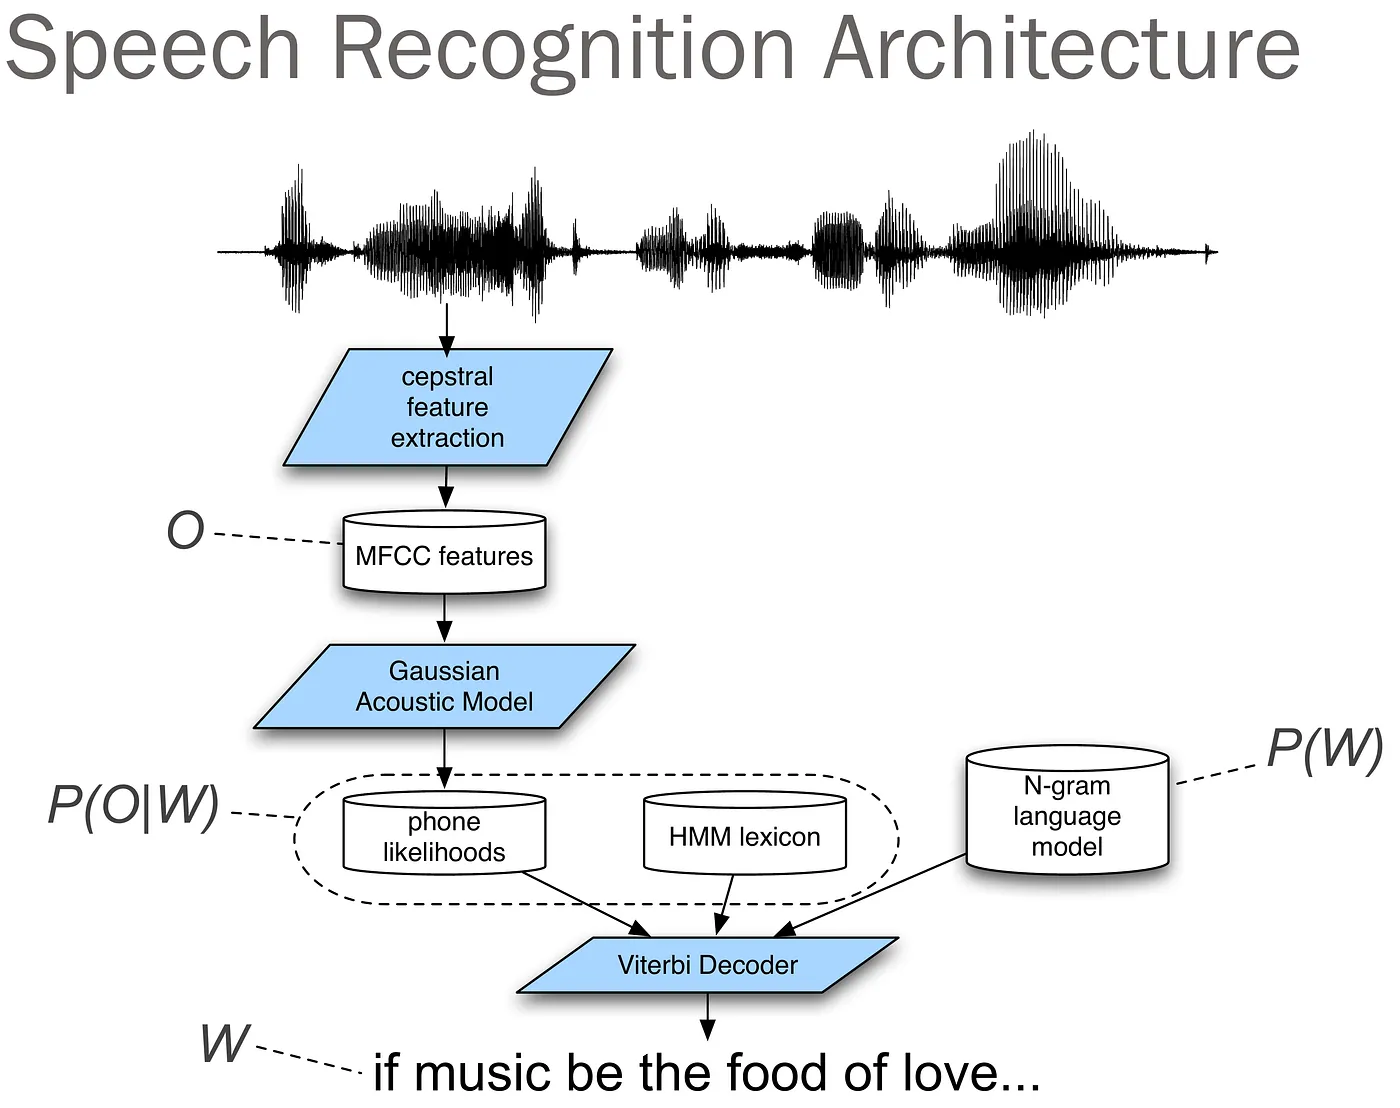 Speech Recognition Architecture
cepstral
feature
extraction
O
MFCC features
Gaussian
Acoustic Model
P(O|W)
phone
likelihoods
HMM lexicon
N-gram
language
model
P(W)
Viterbi Decoder
W
if music be the food of love...